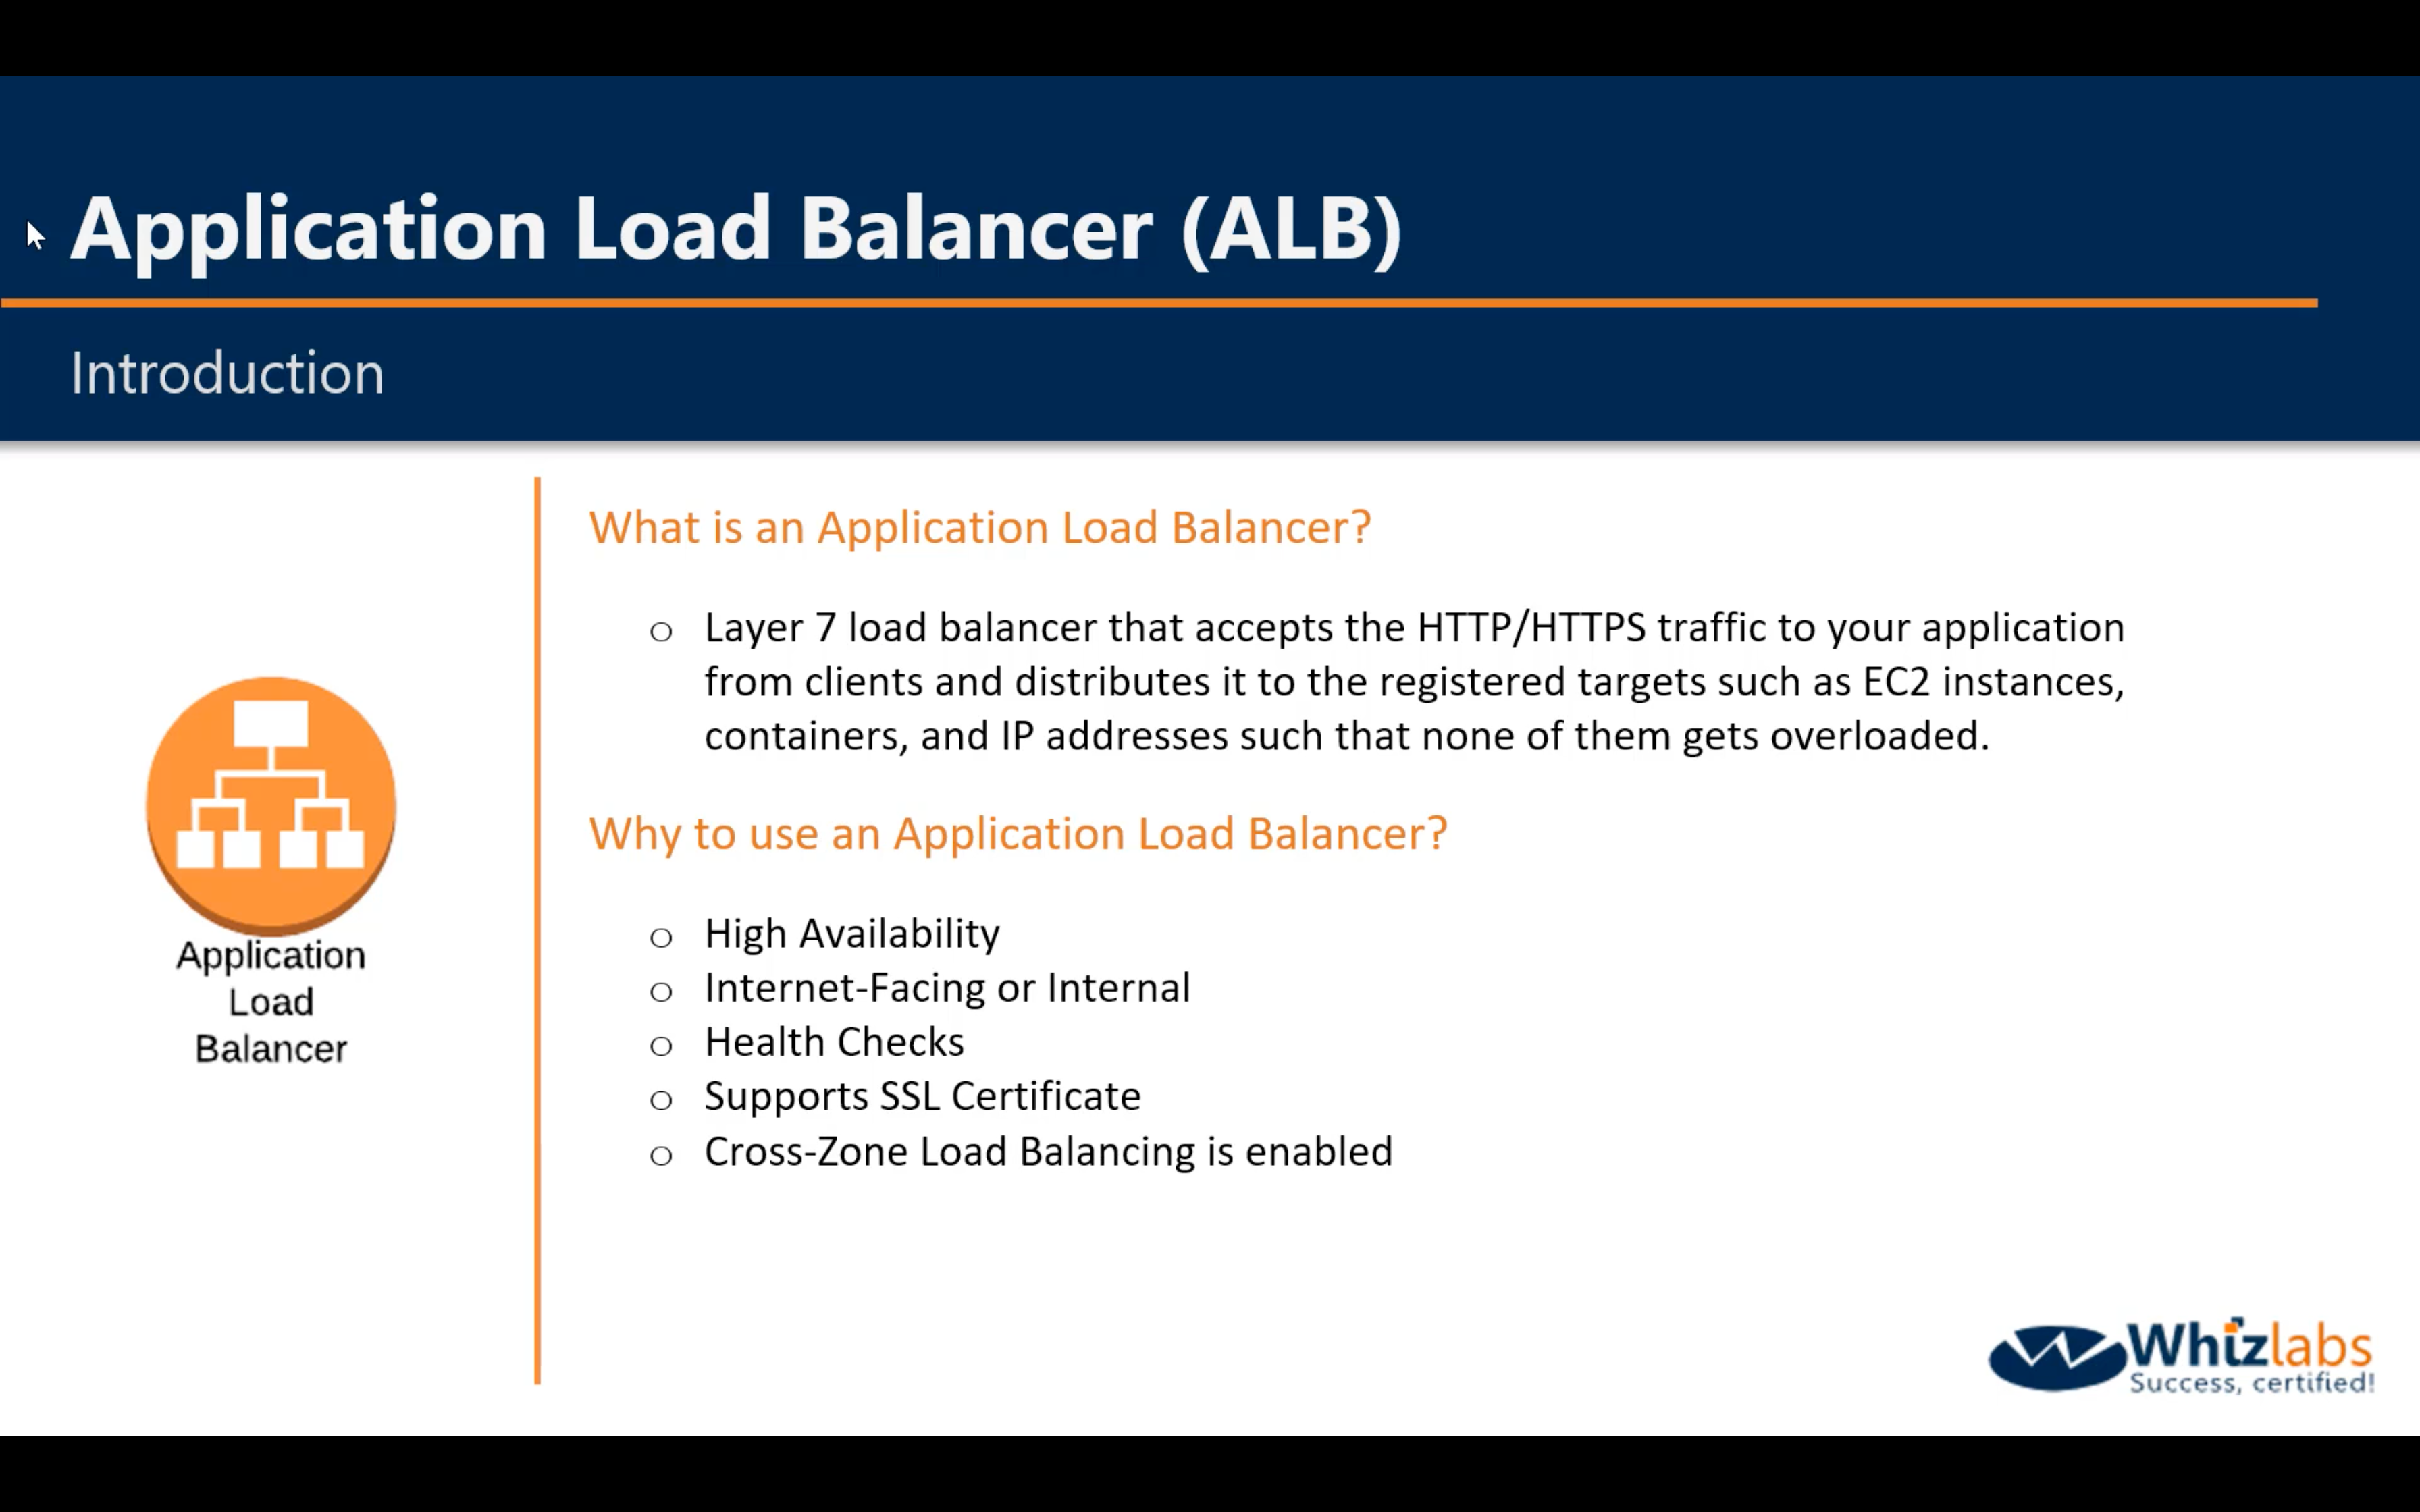 Application Load Balancer (ALB)
Introduction
Application
Load
Balancer
What is an Application Load Balancer?
o Layer 7 load balancer that accepts the HTTP/HTTPS traffic to your application
from clients and distributes it to the registered targets such as EC2 instances,
containers, and IP addresses such that none of them gets overloaded.
Why to use an Application Load Balancer?
o High Availability
o Internet-Facing or Internal
o Health Checks
o Supports SSL Certificate
o Cross-Zone Load Balancing is enabled
Whizlabs
Success, certified!